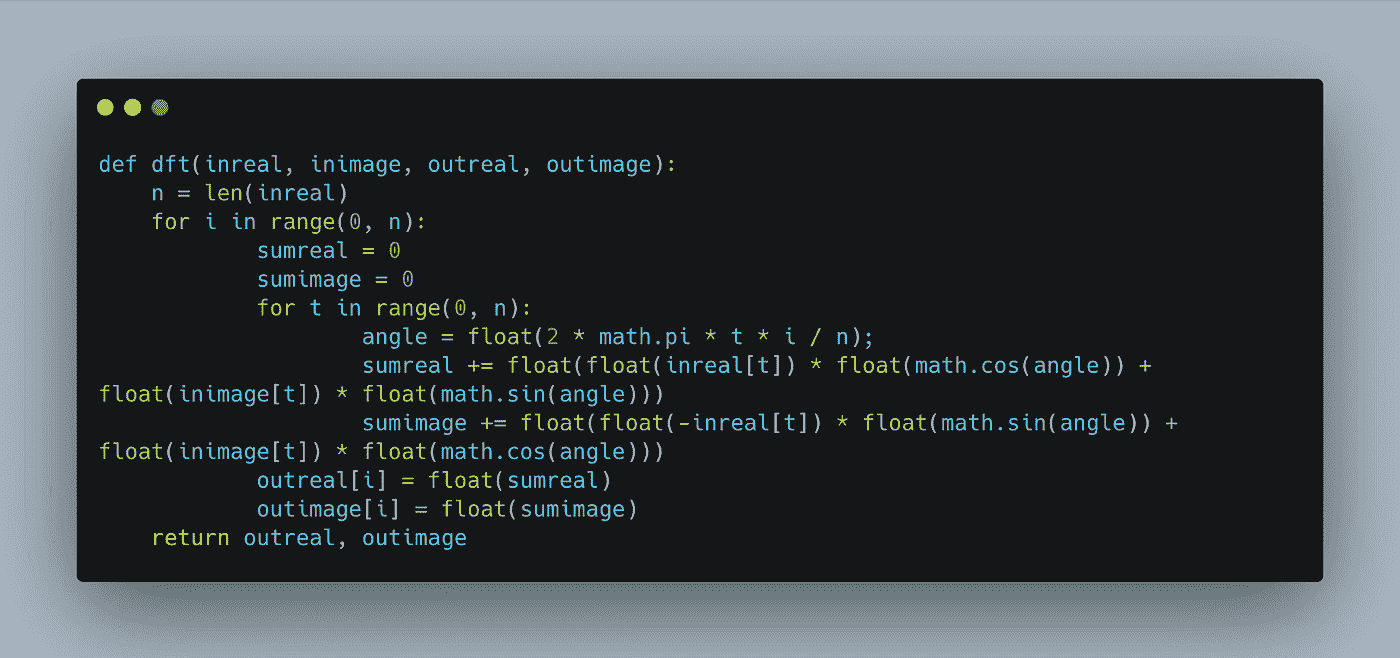 def dft(inreal, inimage, outreal, outimage):
    n = len(inreal)
    for i in range(0, n):
            sumreal = 0
            sumimage = 0
            for t in range(0, n):
                    angle = float(2 * math.pi * t * i / n);
                    sumreal += float(float(inreal[t]) * float(math.cos(angle)) +
float(inimage[t]) * float(math.sin(angle)))
                    sumimage += float(float(-inreal[t]) * float(math.sin(angle)) +
float(inimage[t]) * float(math.cos(angle)))
            outreal[i] = float(sumreal)
            outimage[i] = float(sumimage)
    return outreal, outimage